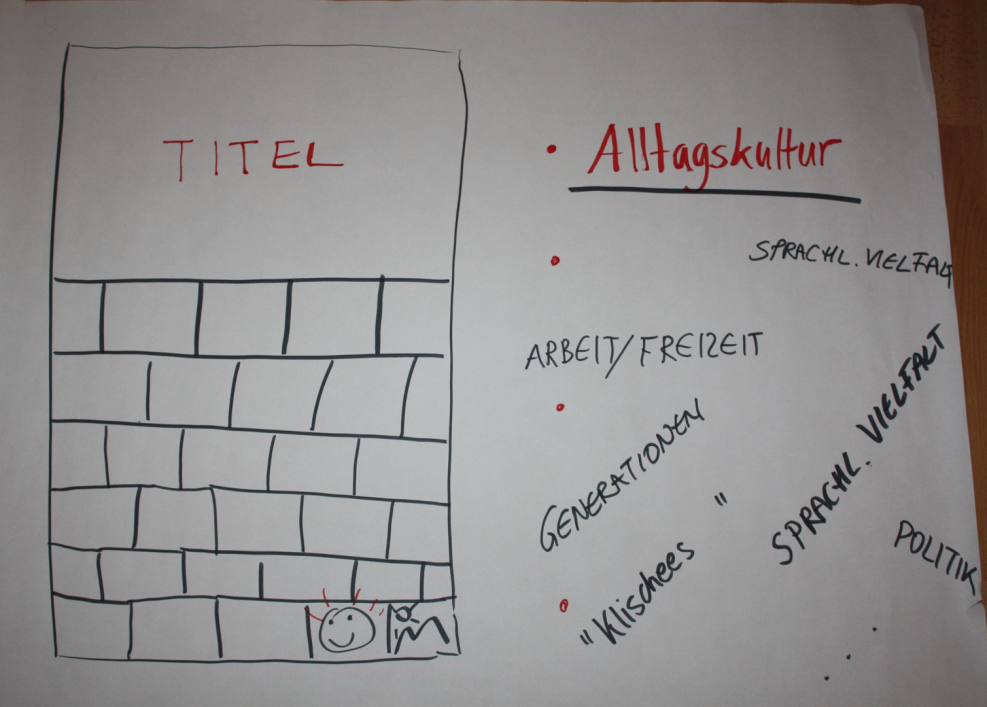 TITEL
• Alltagskultur
SPRACHL. VIELFALT
ARBEIT/FREIZEIT
GENERATIONEN
SPRACHL. VIELFALT
POLITIK
"Klischees"